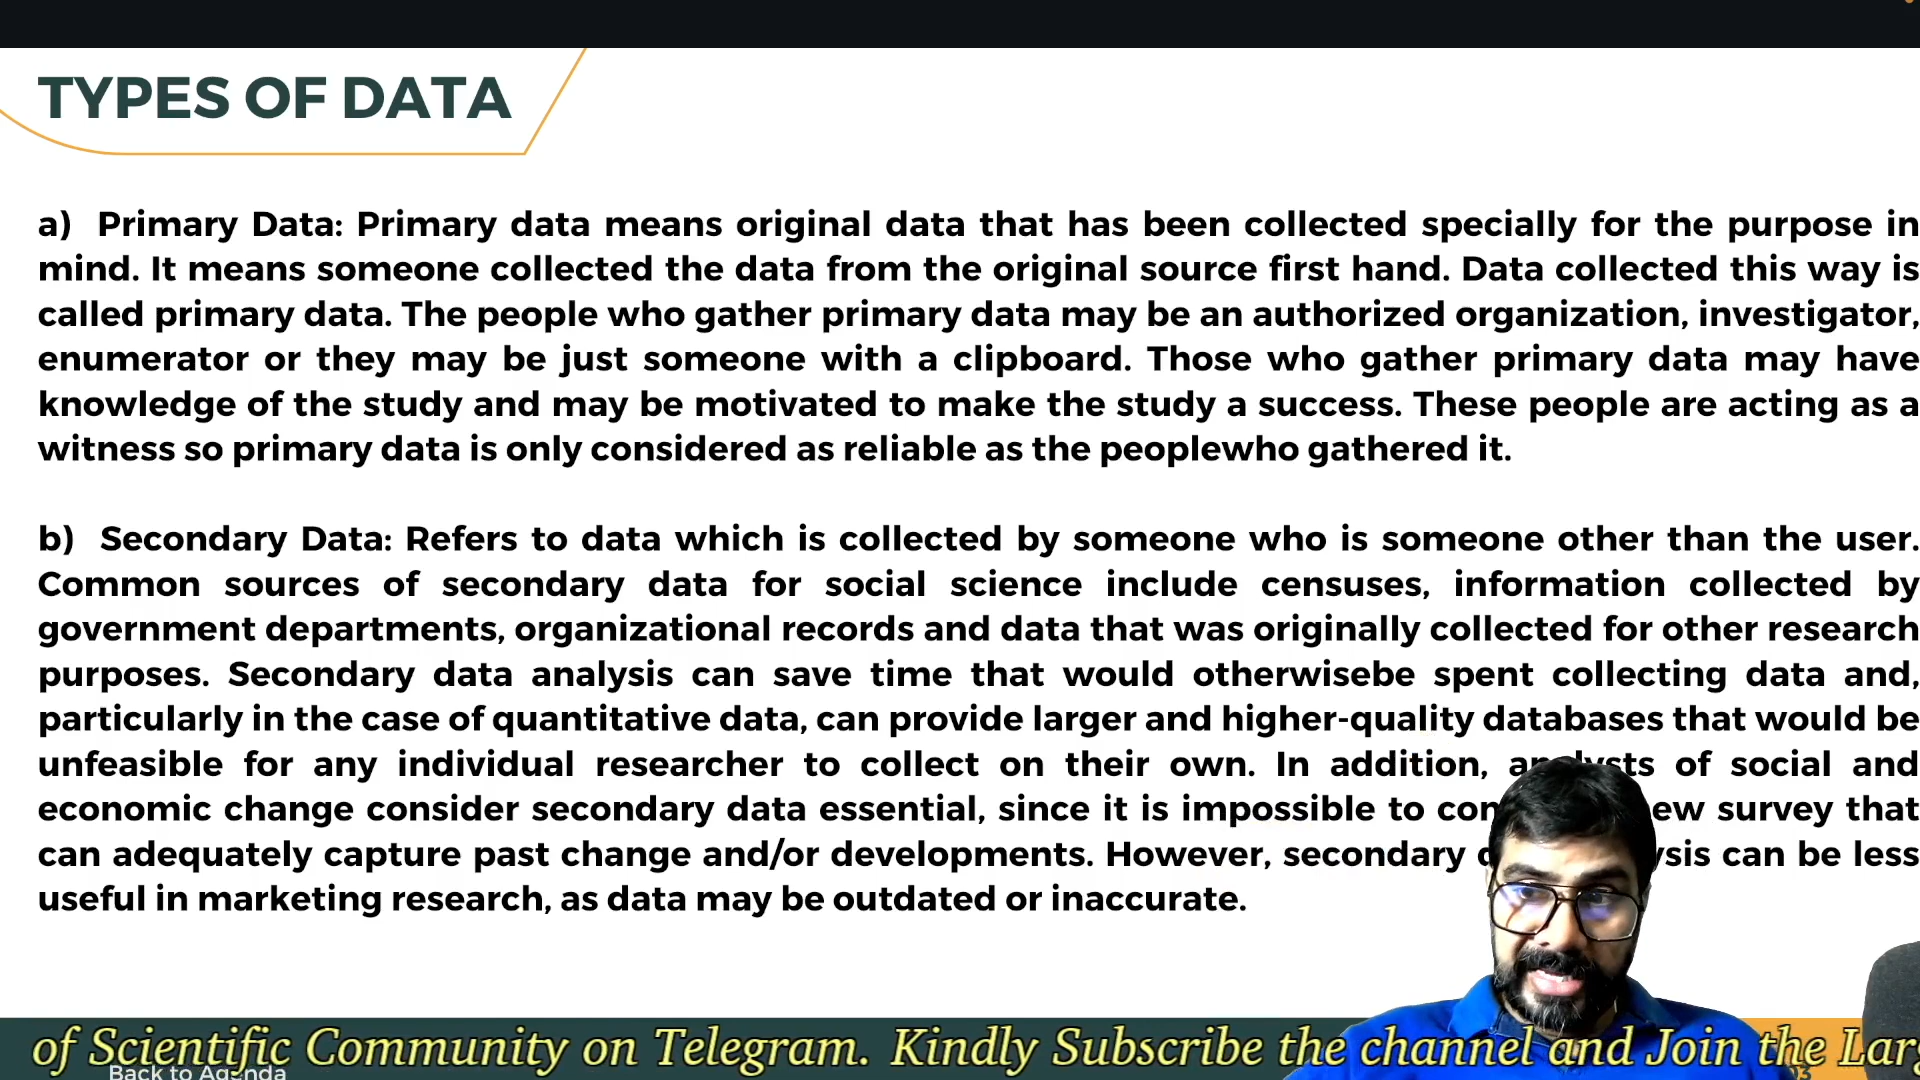 TYPES OF DATA
a) Primary Data: Primary data means original data that has been collected specially for the purpose in
mind. It means someone collected the data from the original source first hand. Data collected this way is
called primary data. The people who gather primary data may be an authorized organization, investigator,
enumerator or they may be just someone with a clipboard. Those who gather primary data may have
knowledge of the study and may be motivated to make the study a success. These people are acting as a
witness so primary data is only considered as reliable as the peoplewho gathered it.
b) Secondary Data: Refers to data which is collected by someone who is someone other than the user.
Common sources of secondary data for social science include censuses, information collected by
government departments, organizational records and data that was originally collected for other research
purposes. Secondary data analysis can save time that would otherwisebe spent collecting data and,
particularly in the case of quantitative data, can provide larger and higher-quality databases that would be
unfeasible for any individual researcher to collect on their own. In addition, analysts of social and
economic change consider secondary data essential, since it is impossible to survey that
can adequately capture past change and/or developments. However, secondary can be less
useful in marketing research, as data may be outdated or inaccurate.
of Scientific Community on Telegram. Kindly Subscribe the channel and Join the
Back to Agenda